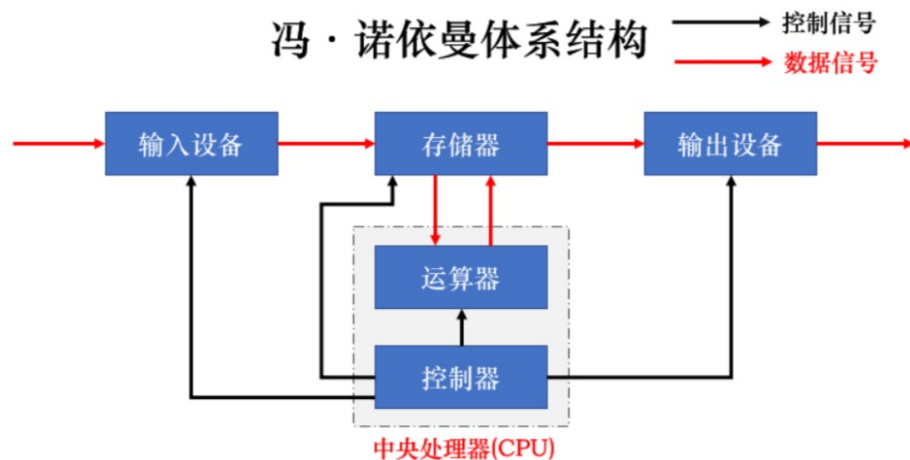 冯·诺依曼体系结构
控制信号
数据信号
输入设备
存储器
输出设备
运算器
控制器
中央处理器(CPU)